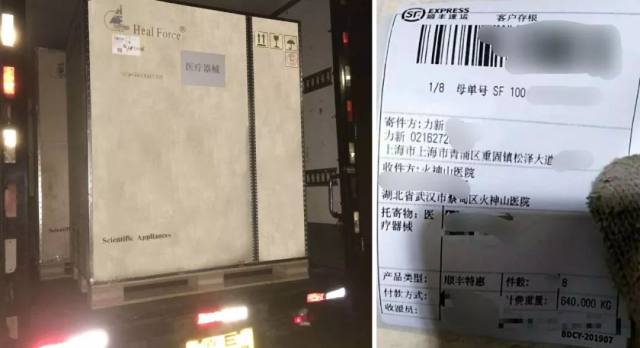 Heal Force
医疗器械
Scientific Appliances
SF EXPRESS
顺丰速运
客户存根
1/8 母单号 SF 100
寄件方: 力新
力新 0216272
上海市上海市青浦区重固镇松泽大道
收件方: 火神山医院
湖北省武汉市蔡甸区火神山医院
托寄物: 医
疗器械
产品类型: 顺丰特惠 件数: 8
付款方式: 计费重量: 640.000 KG
收派员:
BDCY-201907